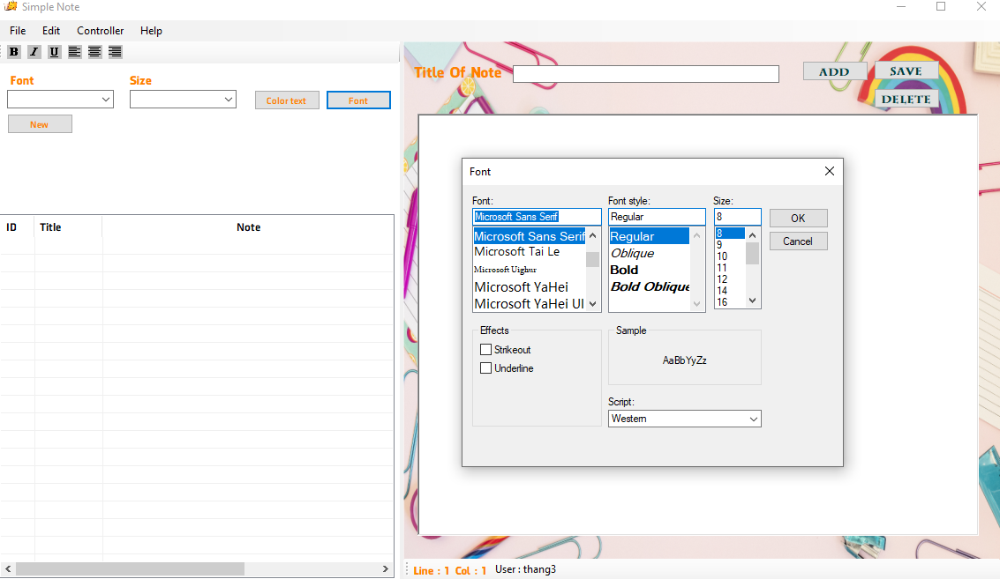 Simple Note
File Edit Controller Help
B I U
Font Size
Color text Font
New
ID Title Note
Title Of Note
ADD SAVE
DELETE
Font
Font: Font style: Size:
Microsoft Sans Serif Regular 8
OK
Cancel
Microsoft Sans Serif
Microsoft Tai Le
Microsoft Uighur
Microsoft YaHei
Microsoft YaHei UI
Regular
Oblique
Bold
Bold Oblique
8
9
10
11
12
14
16
Effects
Strikeout
Underline
Sample
AaBbYyZz
Script:
Western
Line : 1 Col : 1 User : thang3